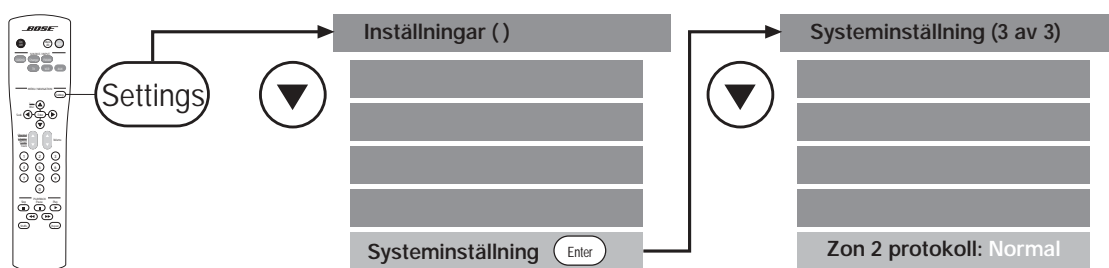 BOSE
Settings
Inställningar ( )
Systeminställning
Enter
Systeminställning (3 av 3)
Zon 2 protokoll: Normal